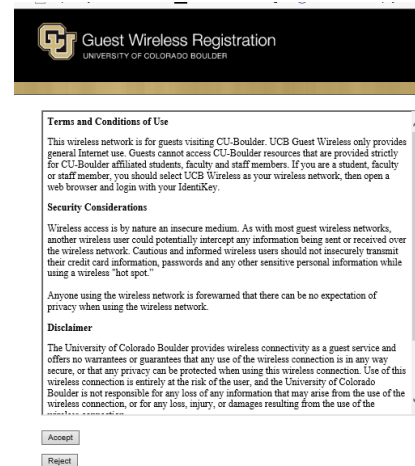 Guest Wireless Registration
UNIVERSITY OF COLORADO BOULDER
Terms and Conditions of Use
This wireless network is for guests visiting CU-Boulder. UCB Guest Wireless only provides
general Internet use. Guests cannot access CU-Boulder resources that are provided strictly
for CU-Boulder affiliated students, faculty and staff members. If you are a student, faculty
or staff member, you should select UCB Wireless as your wireless network, then open a
web browser and login with your IdentiKey.
Security Considerations
Wireless access is by nature an insecure medium. As with most guest wireless networks,
another wireless user could potentially intercept any information being sent or received over
the wireless network. Cautious and informed wireless users should not insecurely transmit
their credit card information, passwords and any other sensitive personal information while
using a wireless "hot spot."
Anyone using the wireless network is forewarned that there can be no expectation of
privacy when using the wireless network.
Disclaimer
The University of Colorado Boulder provides wireless connectivity as a guest service and
offers no warrantees or guarantees that any use of the wireless connection is in any way
secure, or that any privacy can be protected when using this wireless connection. Use of this
wireless connection is entirely at the risk of the user, and the University of Colorado
Boulder is not responsible for any loss of any information that may arise from the use of the
wireless connection, or for any loss, injury, or damages resulting from the use of the
wireless connection
Accept
Reject